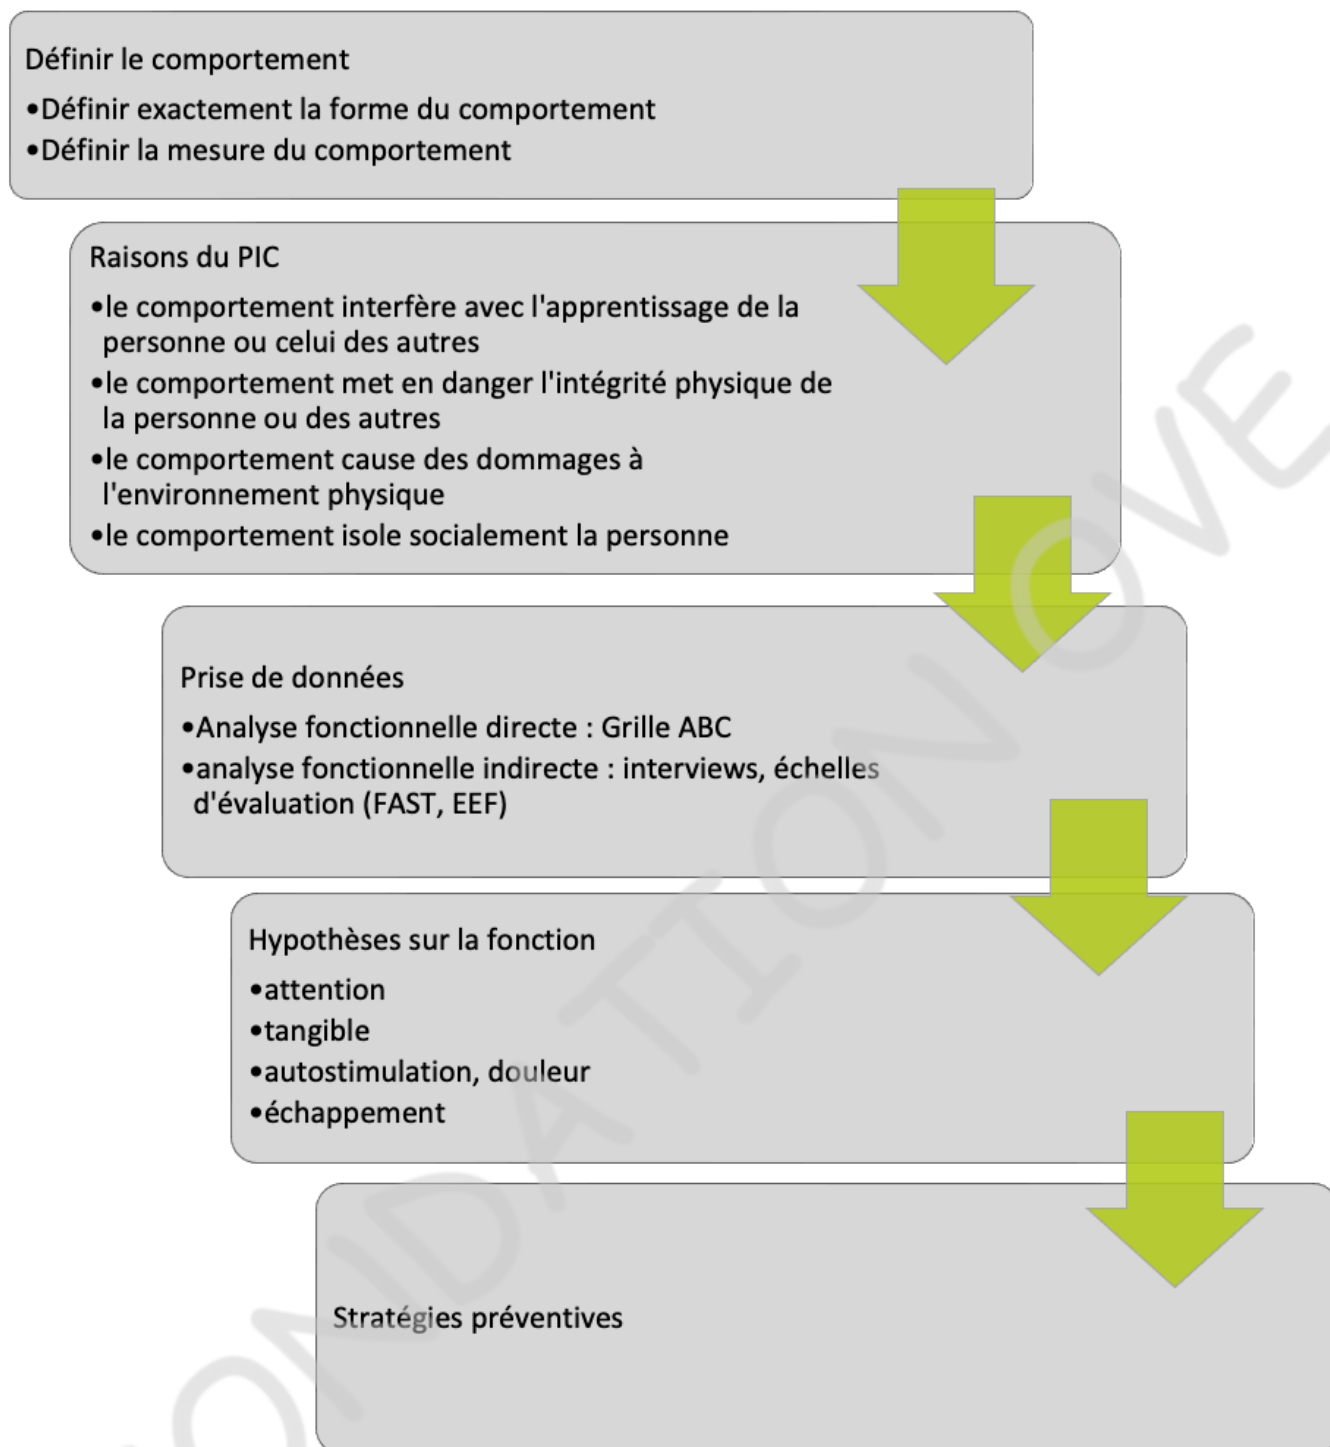 Définir le comportement
•Définir exactement la forme du comportement
•Définir la mesure du comportement
Raisons du PIC
•le comportement interfère avec l'apprentissage de la
personne ou celui des autres
•le comportement met en danger l'intégrité physique de
la personne ou des autres
•le comportement cause des dommages à
l'environnement physique
•le comportement isole socialement la personne
Prise de données
•Analyse fonctionnelle directe : Grille ABC
•analyse fonctionnelle indirecte : interviews, échelles
d'évaluation (FAST, EEF)
Hypothèses sur la fonction
•attention
•tangible
•autostimulation, douleur
•échappement
Stratégies préventives
ONDATION OVE